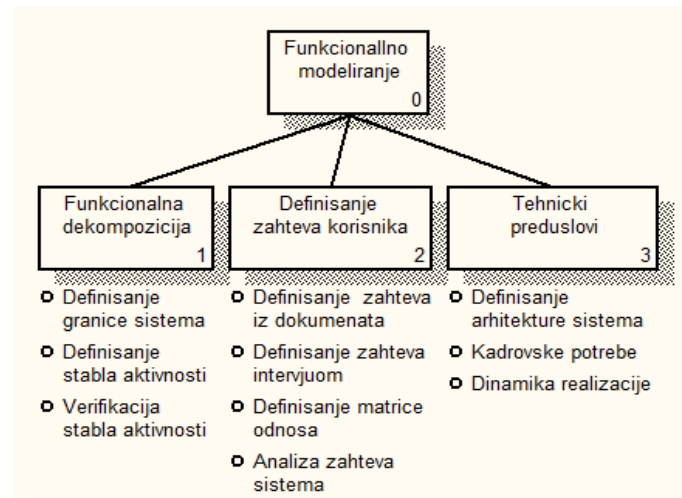 Funkcionallno
modeliranje
0
Funkcionalna
dekompozicija
1
Definisanje
zahteva korisnika
2
Tehnicki
preduslovi
3
Definisanje
granice sistema
Definisanje
stabla aktivnosti
Verifikacija
stabla aktivnosti
Definisanje zahteva
iz dokumenata
Definisanje zahteva
intervjuom
Definisanje matrice
odnosa
Analiza zahteva
sistema
Definisanje
arhitekture sistema
Kadrovske potrebe
Dinamika realizacije